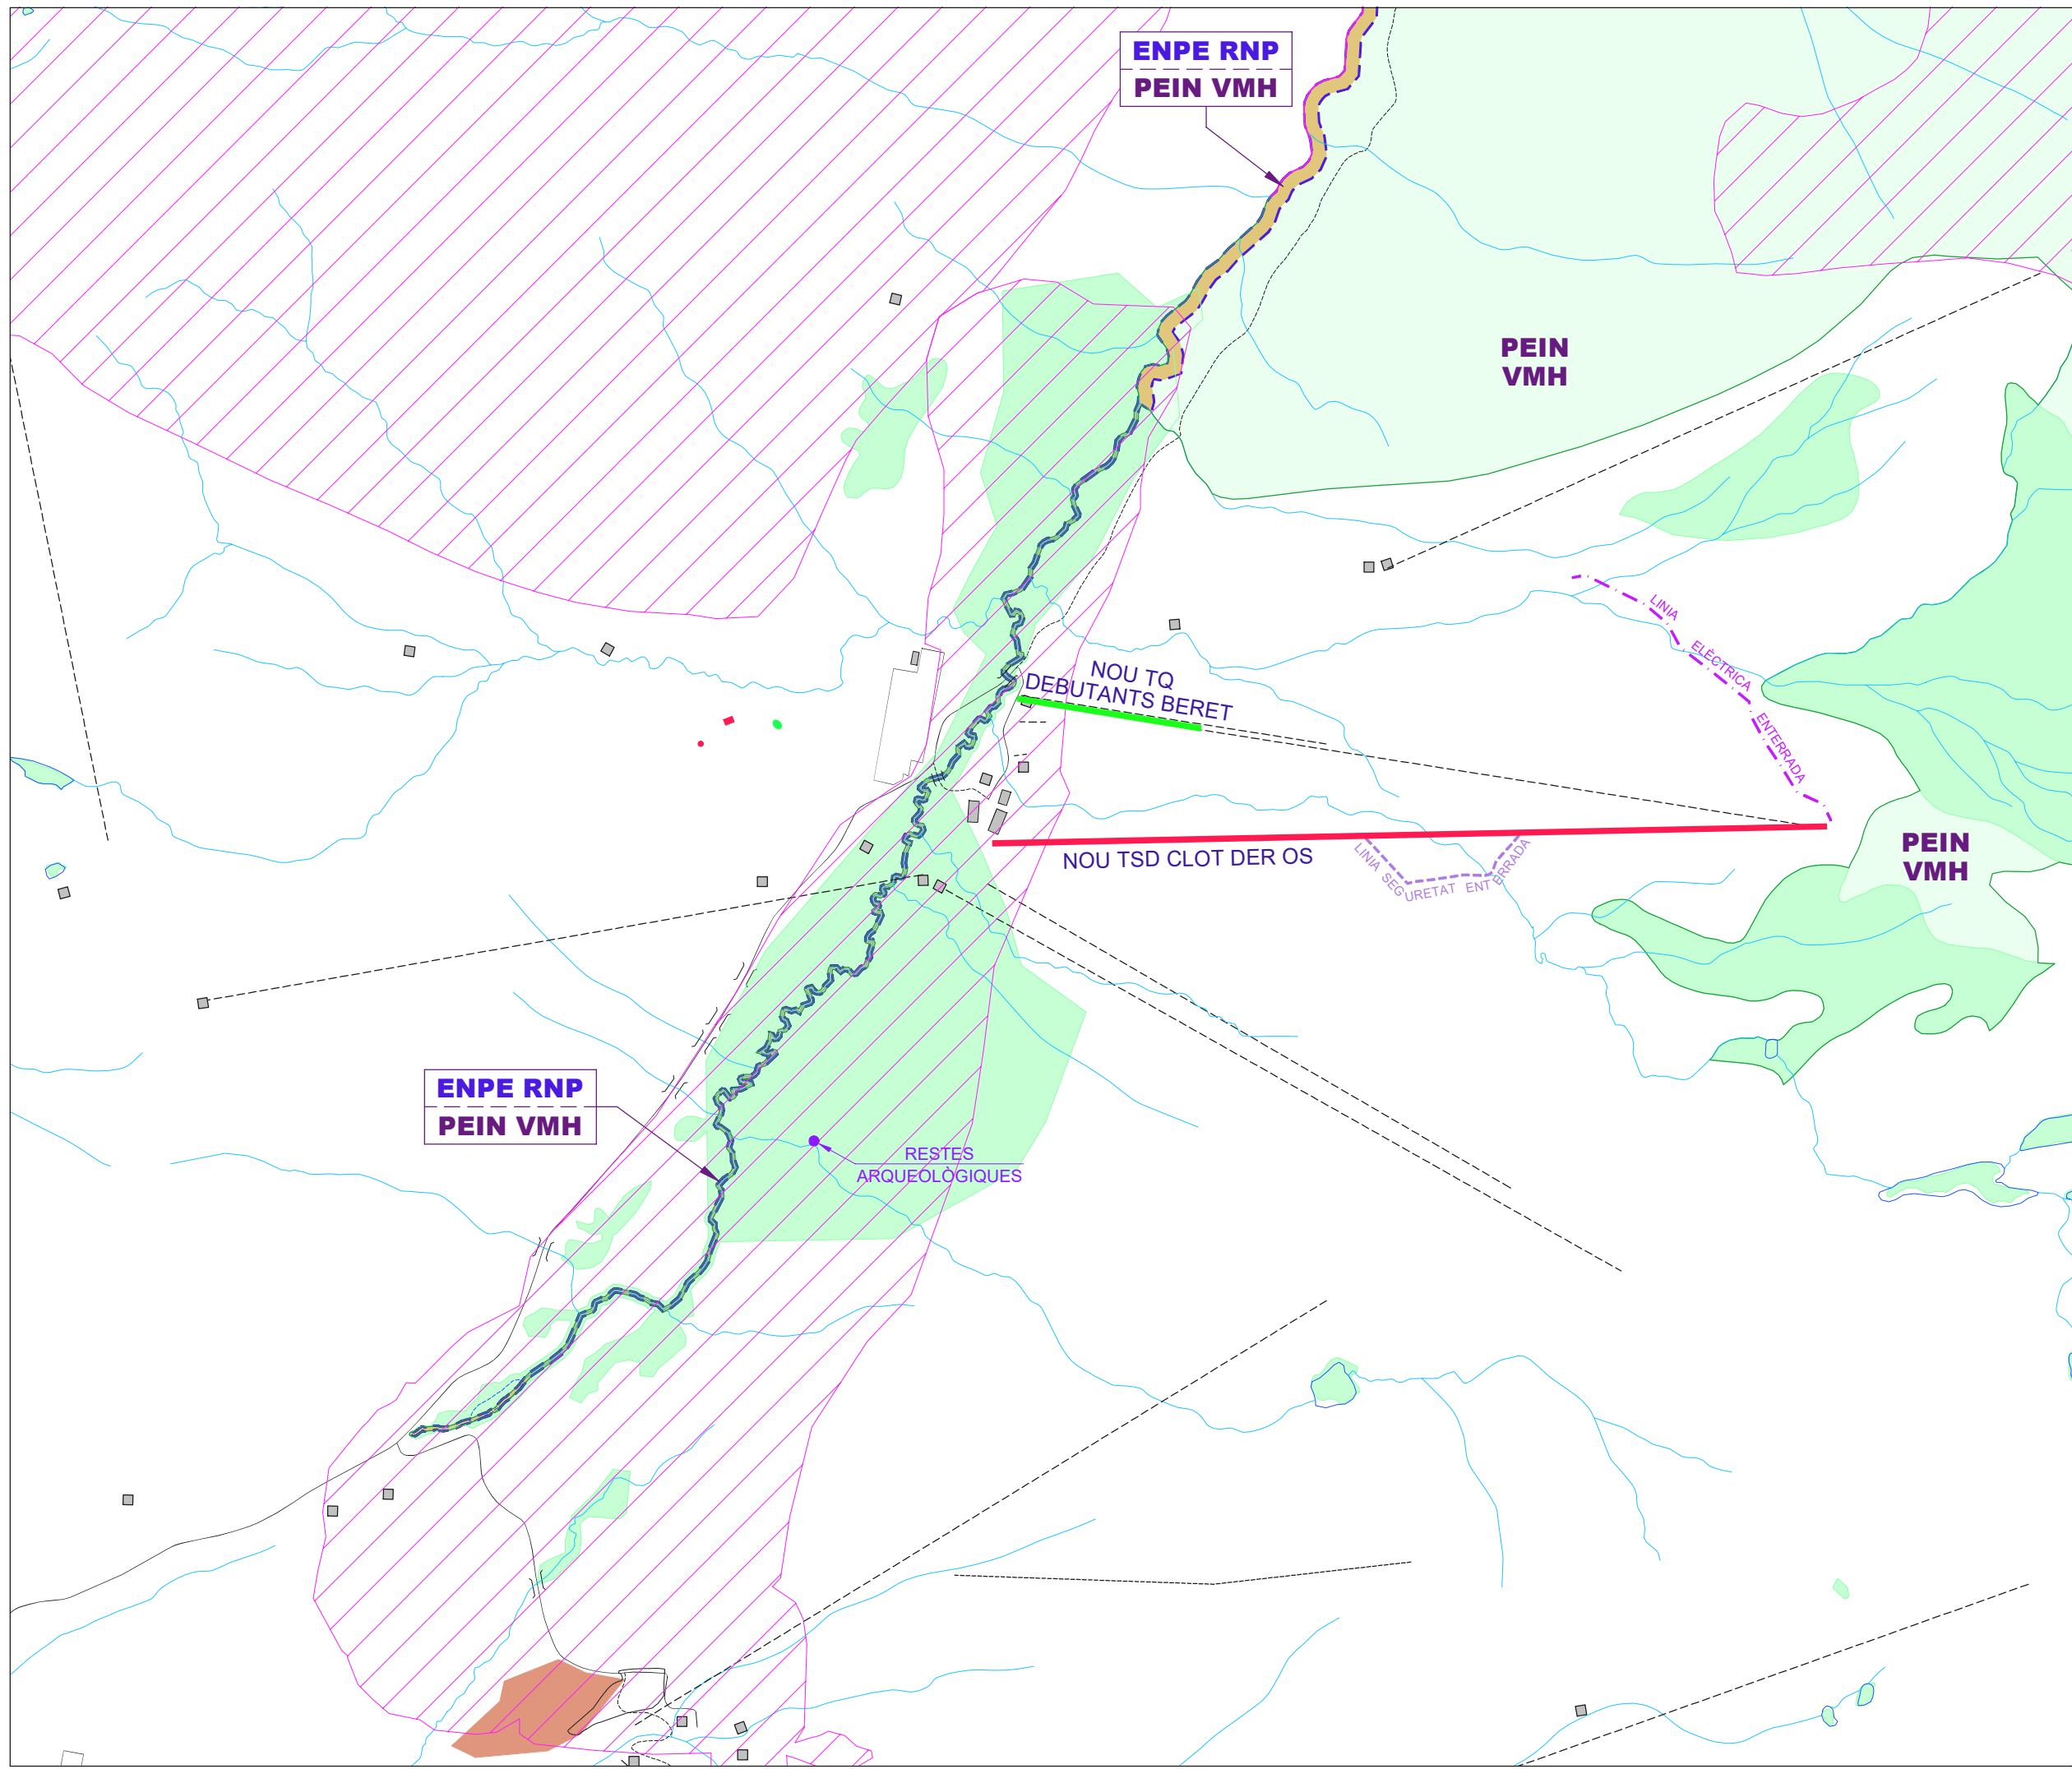 ENPE RNP
PEIN VMH
PEIN
VMH
LINIA
ELÈCTRICA
ENTERRADA
NOU TQ
DEBUTANTS BERET
NOU TSD CLOT DER OS
LINIA SEGURETAT ENTERRADA
PEIN
VMH
ENPE RNP
PEIN VMH
RESTES
ARQUEOLÒGIQUES